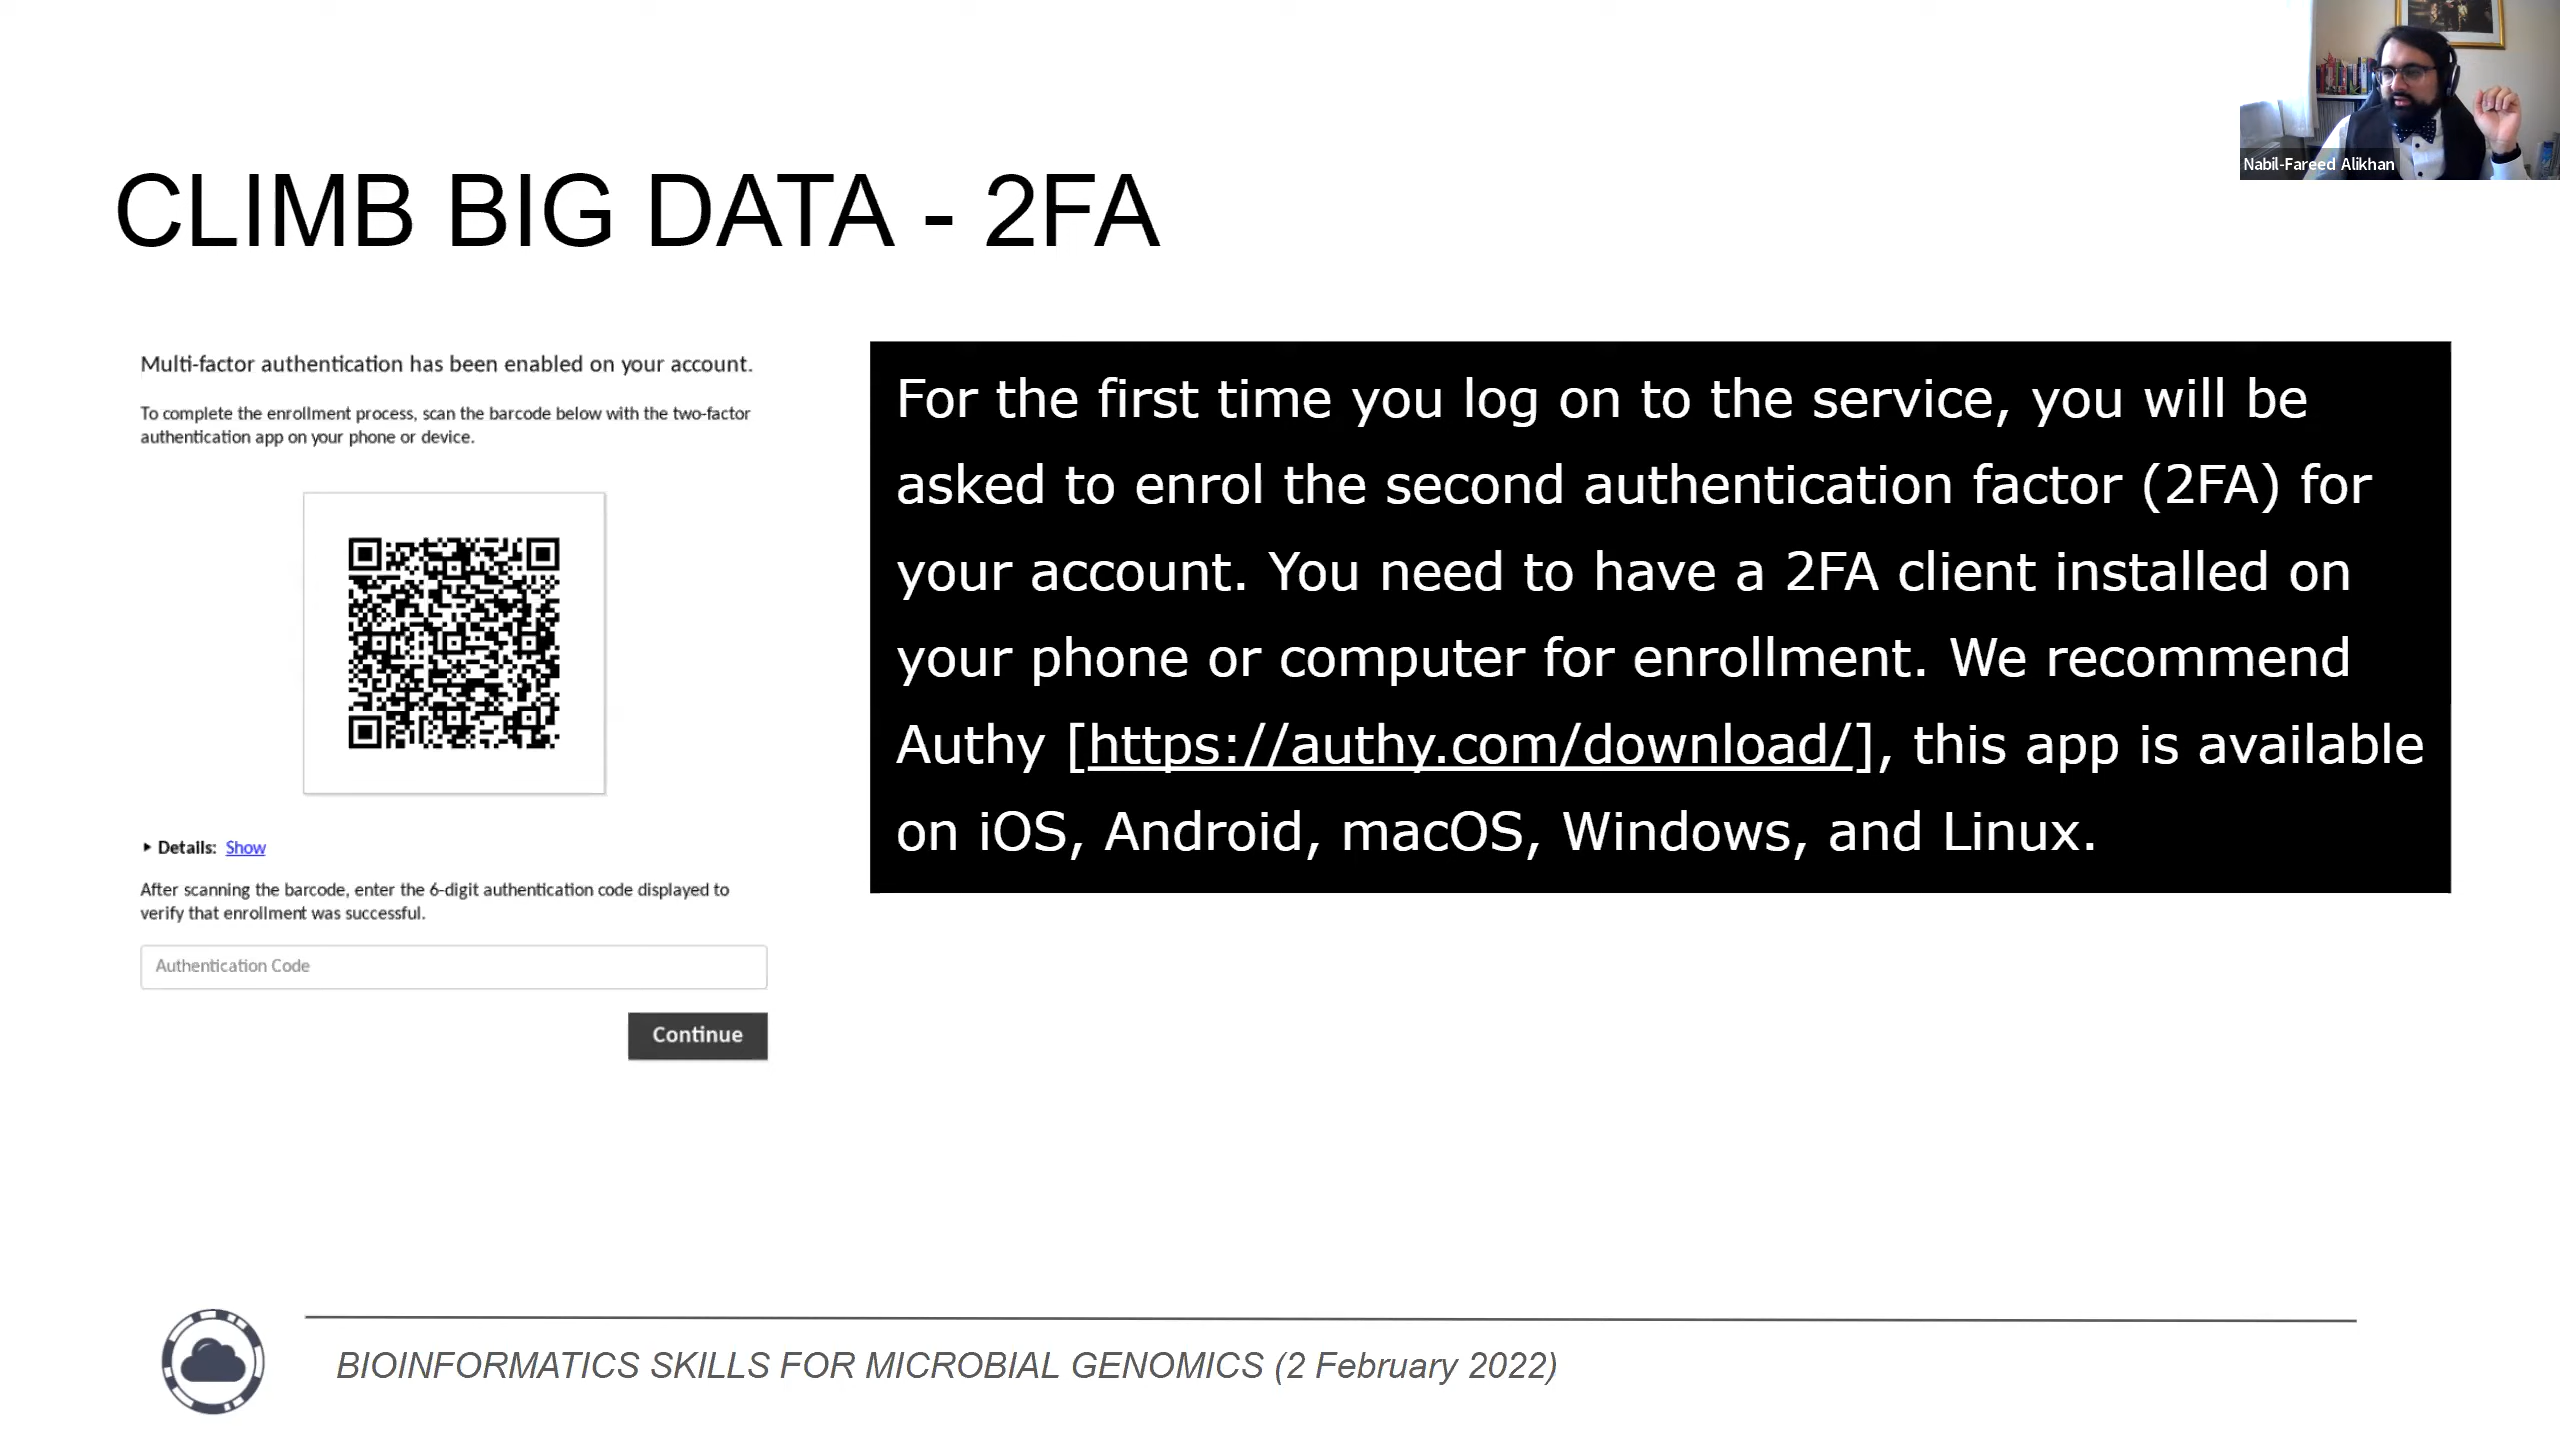 Nabil-Fareed Alikhan
CLIMB BIG DATA - 2FA
Multi-factor authentication has been enabled on your account.
To complete the enrollment process, scan the barcode below with the two-factor
authentication app on your phone or device.
Details: Show
After scanning the barcode, enter the 6-digit authentication code displayed to
verify that enrollment was successful.
Authentication Code
Continue
For the first time you log on to the service, you will be
asked to enrol the second authentication factor (2FA) for
your account. You need to have a 2FA client installed on
your phone or computer for enrollment. We recommend
Authy [https://authy.com/download/], this app is available
on iOS, Android, macOS, Windows, and Linux.
BIOINFORMATICS SKILLS FOR MICROBIAL GENOMICS (2 February 2022)